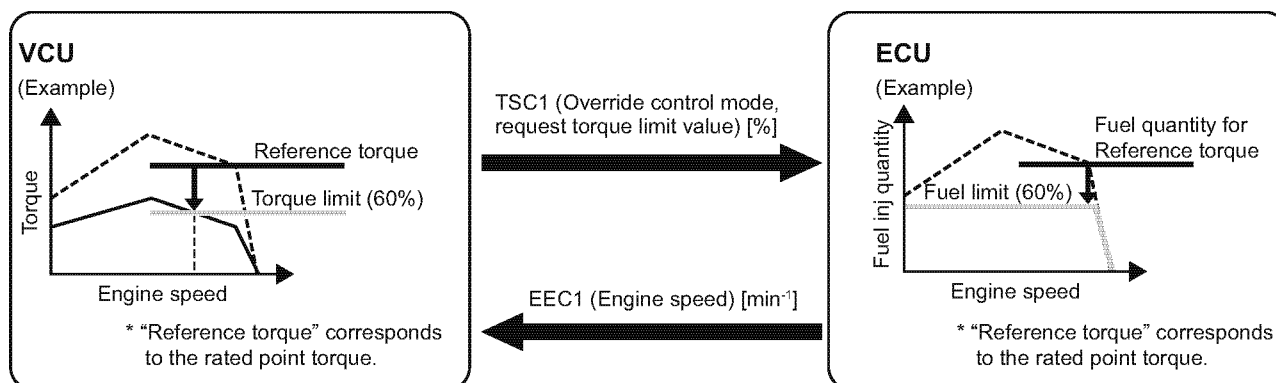 VCU
(Example)
Torque
Reference torque
Torque limit (60%)
Engine speed
* “Reference torque” corresponds
to the rated point torque.
TSC1 (Override control mode,
request torque limit value) [%]
EEC1 (Engine speed) [min⁻¹]
ECU
(Example)
Fuel inj quantity
Fuel quantity for
Reference torque
Fuel limit (60%)
Engine speed
* “Reference torque” corresponds
to the rated point torque.